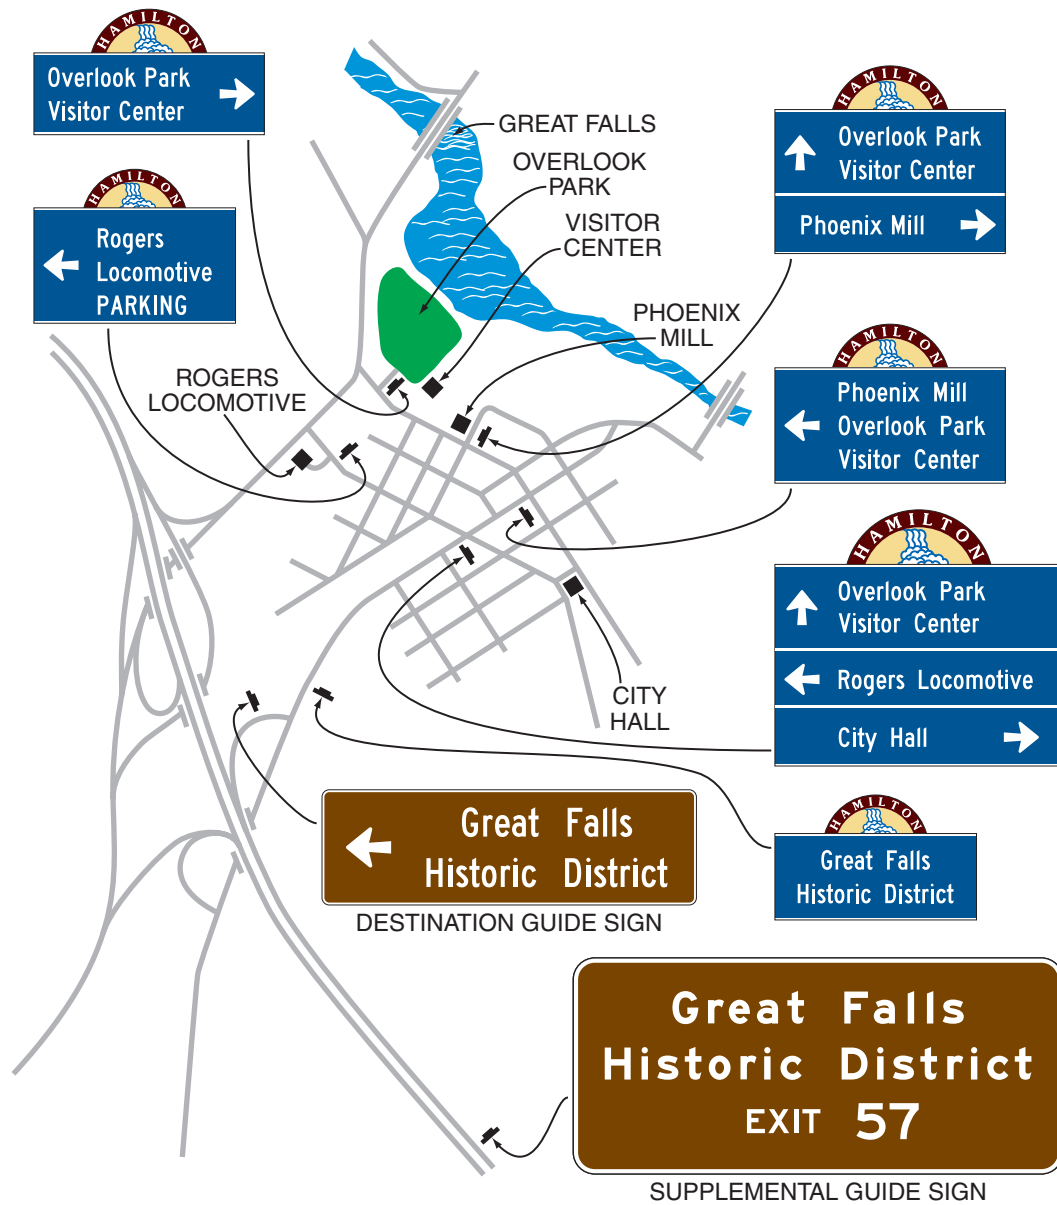 HAMILTON
Overlook Park
Visitor Center
HAMILTON
Rogers
Locomotive
PARKING
GREAT FALLS
OVERLOOK
PARK
VISITOR
CENTER
PHOENIX
MILL
ROGERS
LOCOMOTIVE
CITY
HALL
HAMILTON
Overlook Park
Visitor Center
Phoenix Mill
HAMILTON
Phoenix Mill
Overlook Park
Visitor Center
HAMILTON
Overlook Park
Visitor Center
Rogers Locomotive
City Hall
HAMILTON
Great Falls
Historic District
Great Falls
Historic District
DESTINATION GUIDE SIGN
Great Falls
Historic District
EXIT 57
SUPPLEMENTAL GUIDE SIGN